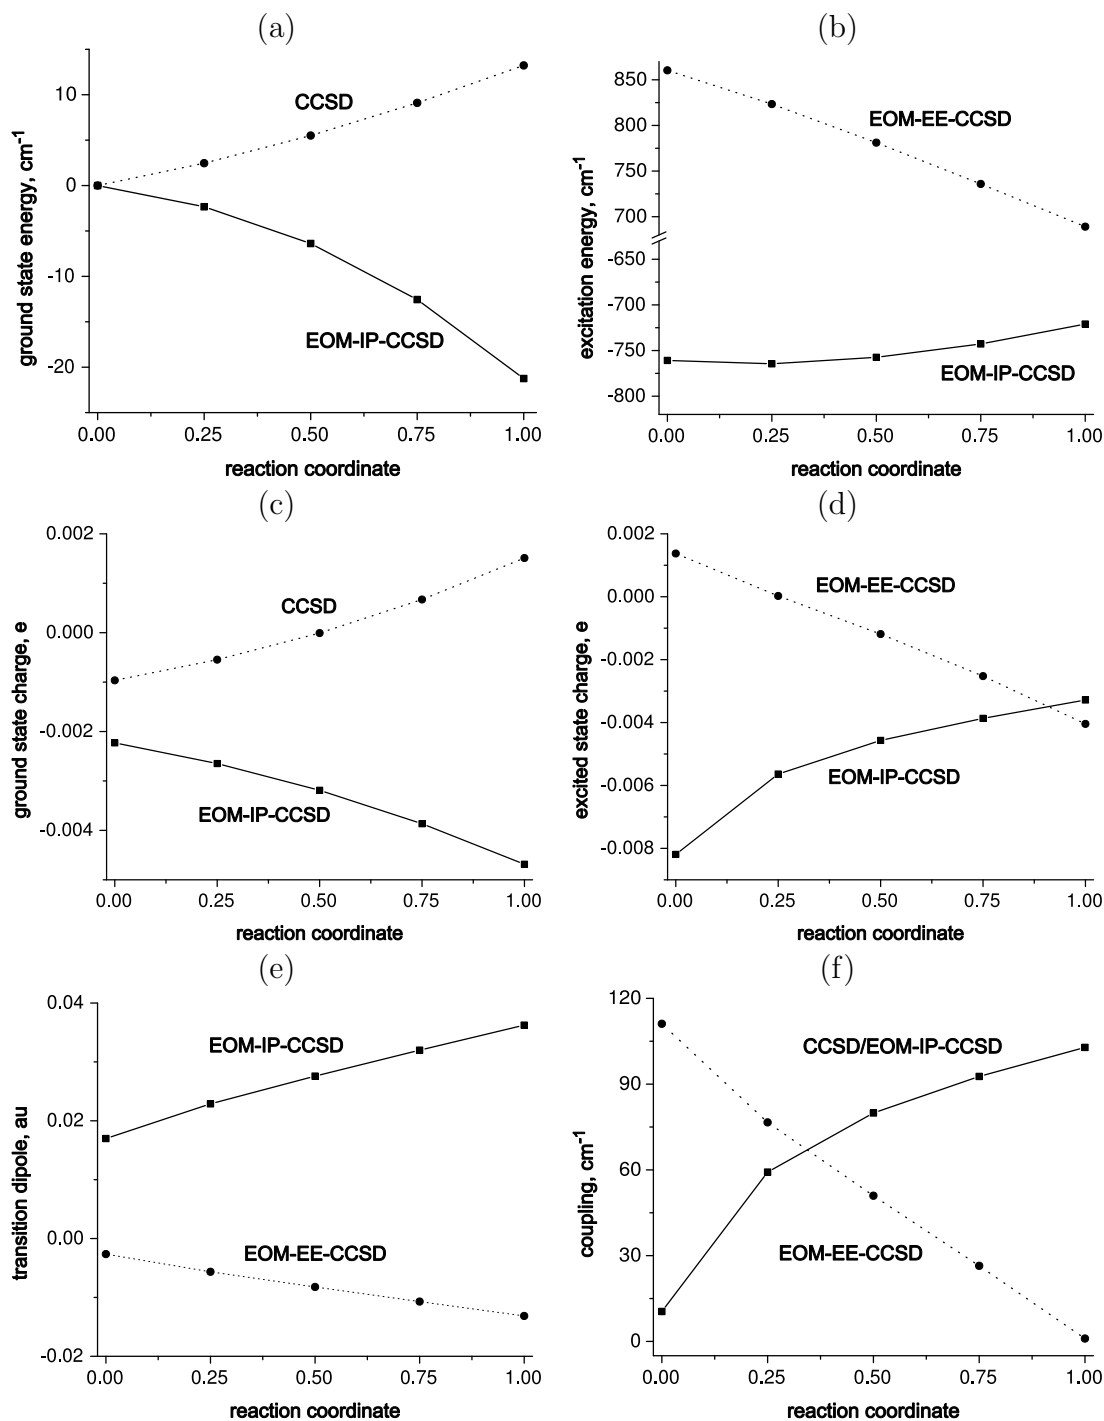 (a)
ground state energy, cm-1
10
0
-10
-20
CCSD
EOM-IP-CCSD
0.00 0.25 0.50 0.75 1.00
reaction coordinate
(b)
excitation energy, cm-1
850
800
750
700
-650
-700
-750
-800
EOM-EE-CCSD
EOM-IP-CCSD
0.00 0.25 0.50 0.75 1.00
reaction coordinate
(c)
ground state charge, e
0.002
0.000
-0.002
-0.004
CCSD
EOM-IP-CCSD
0.00 0.25 0.50 0.75 1.00
reaction coordinate
(d)
excited state charge, e
0.002
0.000
-0.002
-0.004
-0.006
-0.008
EOM-EE-CCSD
EOM-IP-CCSD
0.00 0.25 0.50 0.75 1.00
reaction coordinate
(e)
transition dipole, au
0.04
0.02
0.00
-0.02
EOM-IP-CCSD
EOM-EE-CCSD
0.00 0.25 0.50 0.75 1.00
reaction coordinate
(f)
coupling, cm-1
120
90
60
30
0
CCSD/EOM-IP-CCSD
EOM-EE-CCSD
0.00 0.25 0.50 0.75 1.00
reaction coordinate